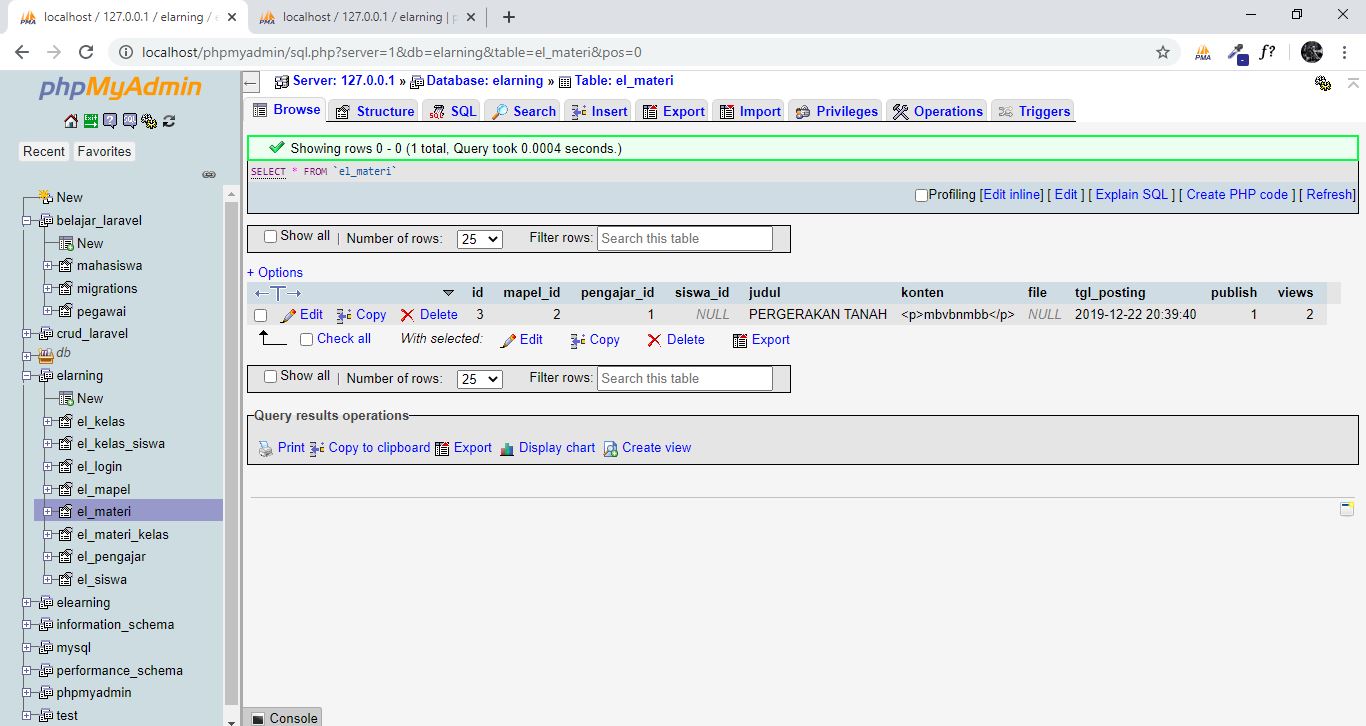 localhost / 127.0.0.1 / elarning / e
localhost / 127.0.0.1 / elarning | p
localhost/phpmyadmin/sql.php?server=1&db=elarning&table=el_materi&pos=0
PMA
f?
phpMyAdmin
Recent Favorites
New
belajar_laravel
New
mahasiswa
migrations
pegawai
crud_laravel
db
elarning
New
el_kelas
el_kelas_siswa
el_login
el_mapel
el_materi
el_materi_kelas
el_pengajar
el_siswa
elearning
information_schema
mysql
performance_schema
phpmyadmin
test
Server: 127.0.0.1 » Database: elarning » Table: el_materi
Browse Structure SQL Search Insert Export Import Privileges Operations Triggers
Showing rows 0 - 0 (1 total, Query took 0.0004 seconds.)
SELECT * FROM `el_materi`
Profiling [Edit inline] [ Edit ] [ Explain SQL ] [ Create PHP code ] [ Refresh]
Show all | Number of rows: 25 Filter rows: Search this table
+ Options
←T→ id mapel_id pengajar_id siswa_id judul konten file tgl_posting publish views
Edit Copy Delete 3 2 1 NULL PERGERAKAN TANAH <p>mbvbnmbb</p> NULL 2019-12-22 20:39:40 1 2
Check all With selected: Edit Copy Delete Export
Show all | Number of rows: 25 Filter rows: Search this table
Query results operations
Print Copy to clipboard Export Display chart Create view
Console